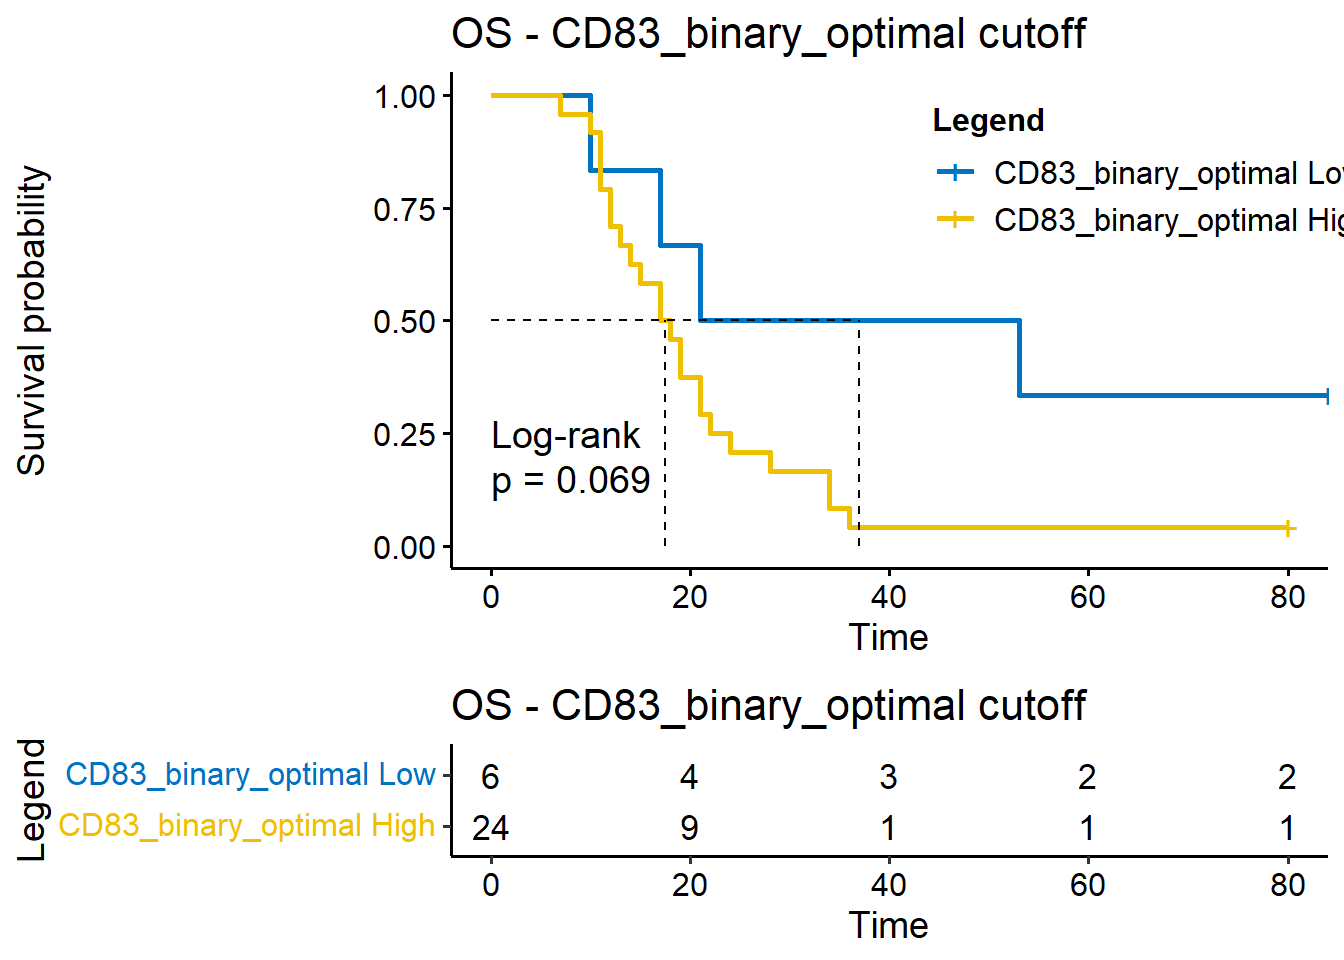 OS - CD83_binary_optimal cutoff
Survival probability
1.00
0.75
0.50
0.25
0.00
Legend
CD83_binary_optimal Lo
CD83_binary_optimal Hig
Log-rank
p = 0.069
0 20 40 60 80
Time
OS - CD83_binary_optimal cutoff
Legend
CD83_binary_optimal Low 6 4 3 2 2
CD83_binary_optimal High 24 9 1 1 1
0 20 40 60 80
Time